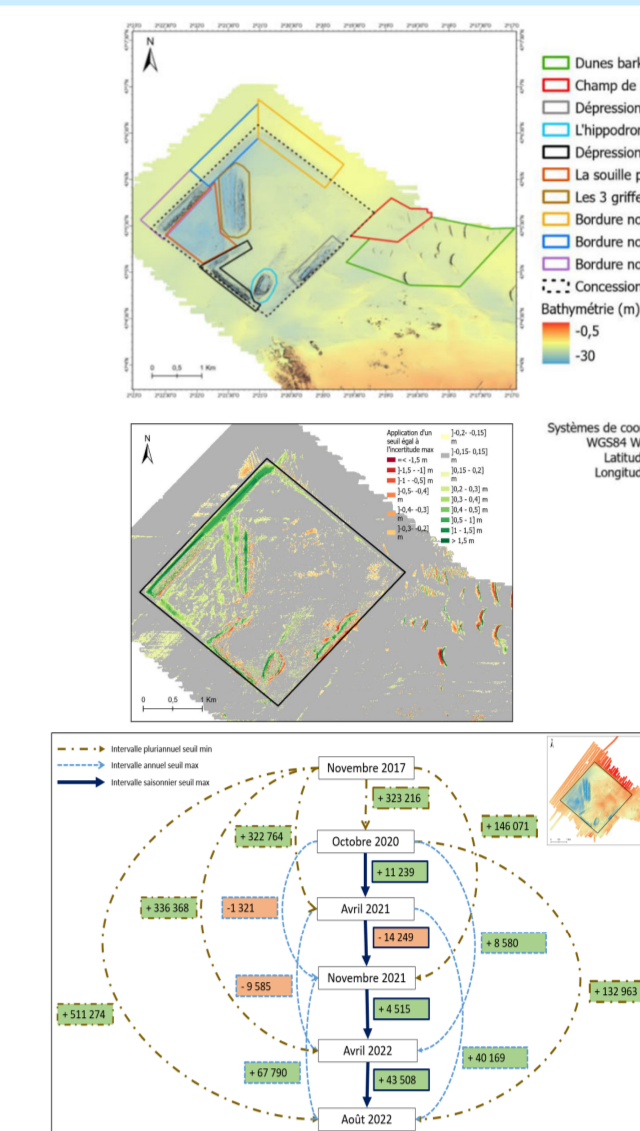 N
Dunes bark
Champ de
Dépression
L'hippodrom
Dépression
La souille p
Les 3 griffe
Bordure no
Bordure no
Bordure no
Concession
Bathymétrie (m)
-0,5
-30
0 0,5 1 Km
Systèmes de coo
WGS84 W
Latitud
Longitud
N
Application d'un
seuil égal à
l'incertitude max
=< -1,5 m
]-1,5 - -1] m
]-1 - -0,5] m
]-0,5- -0,4]
m
]-0,4- -0,3]
m
]-0,3- -0,2]
m
]-0,2- -0,15]
m
]-0,15- 0,15]
m
]0,15 - 0,2]
m
]0,2 - 0,3] m
]0,3 - 0,4] m
]0,4 - 0,5] m
]0,5 - 1] m
]1 - 1,5] m
> 1,5 m
0 0,5 1 Km
Intervalle pluriannuel seuil min
Intervalle annuel seuil max
Intervalle saisonnier seuil max
Novembre 2017
+ 323 216
+ 146 071
+ 322 764
Octobre 2020
+ 11 239
+ 336 368
-1 321
Avril 2021
- 14 249
+ 8 580
Novembre 2021
- 9 585
+ 132 963
+ 4 515
+ 511 274
Avril 2022
+ 40 169
+ 67 790
+ 43 508
Août 2022